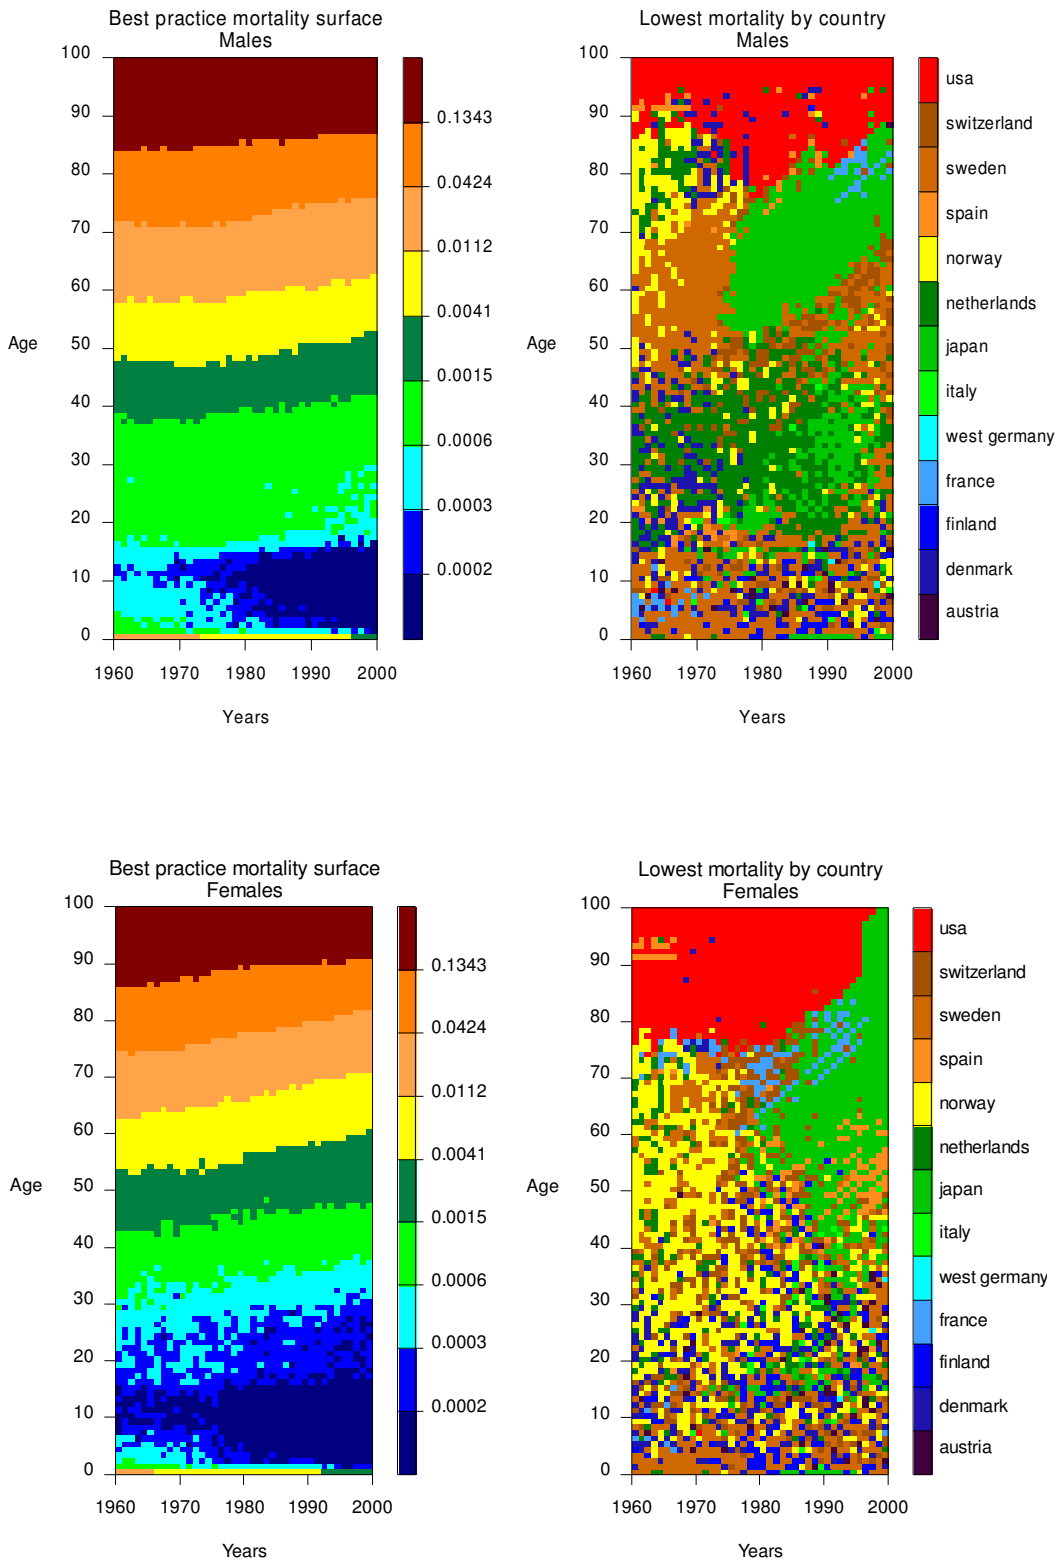 Best practice mortality surface
Males
100
90
80
70
60
50
40
30
20
10
0
Age
1960 1970 1980 1990 2000
Years
0.1343
0.0424
0.0112
0.0041
0.0015
0.0006
0.0003
0.0002
Lowest mortality by country
Males
100
90
80
70
60
50
40
30
20
10
0
Age
1960 1970 1980 1990 2000
Years
usa
switzerland
sweden
spain
norway
netherlands
japan
italy
west germany
france
finland
denmark
austria
Best practice mortality surface
Females
100
90
80
70
60
50
40
30
20
10
0
Age
1960 1970 1980 1990 2000
Years
0.1343
0.0424
0.0112
0.0041
0.0015
0.0006
0.0003
0.0002
Lowest mortality by country
Females
100
90
80
70
60
50
40
30
20
10
0
Age
1960 1970 1980 1990 2000
Years
usa
switzerland
sweden
spain
norway
netherlands
japan
italy
west germany
france
finland
denmark
austria